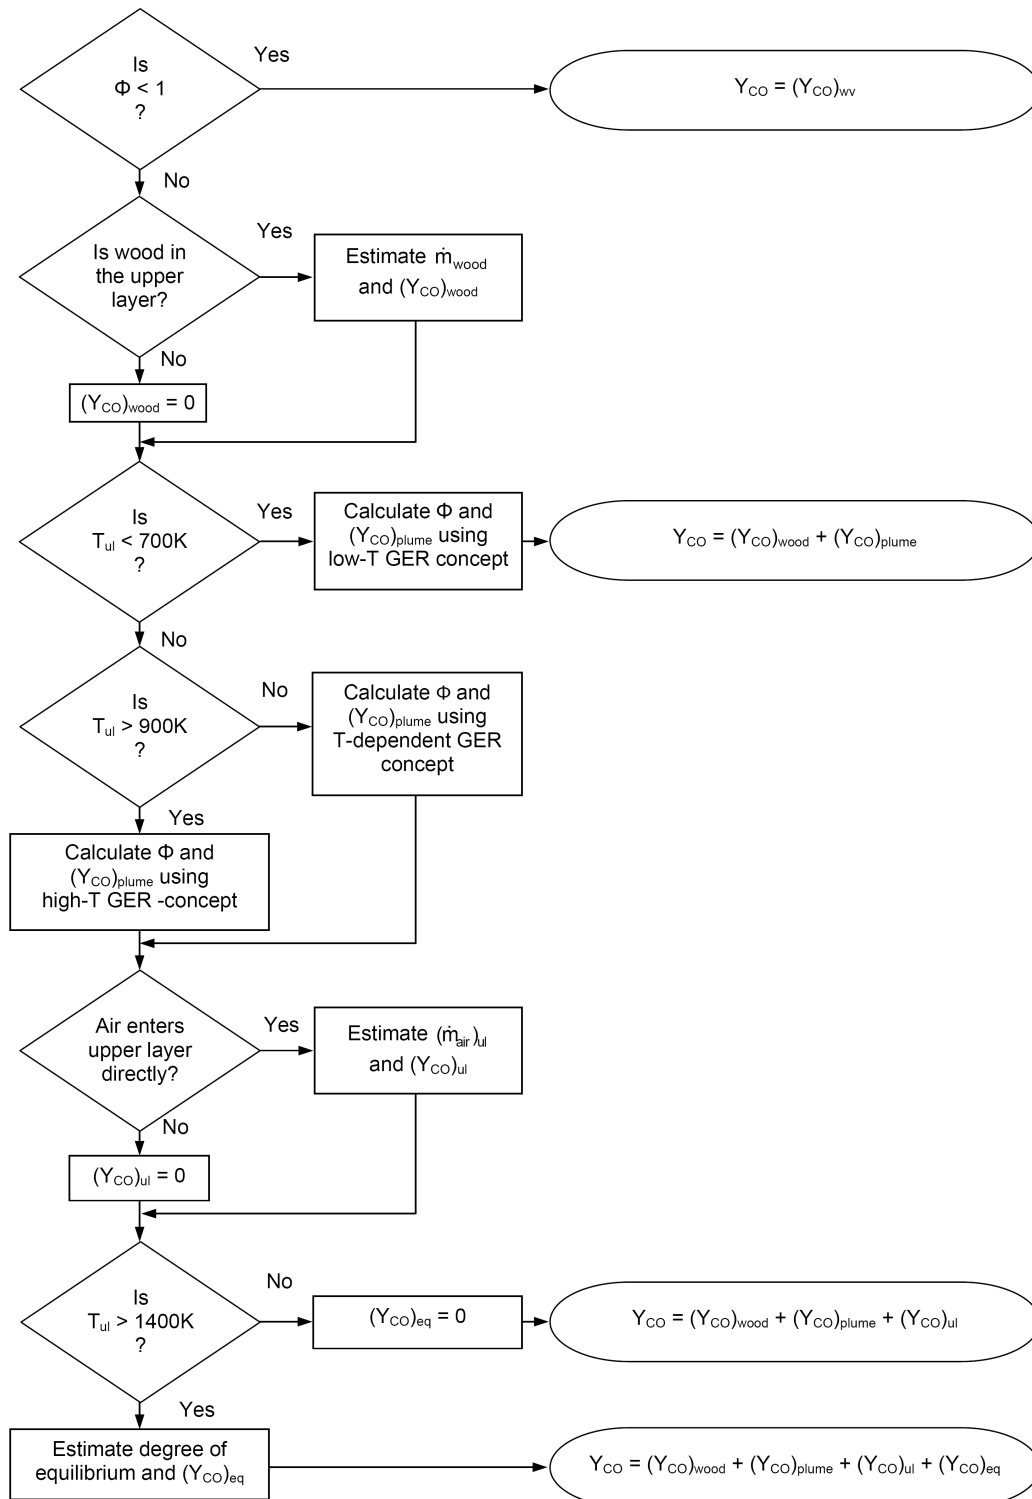 Is
Φ < 1
?
Yes
Y_CO = (Y_CO)_wv
No
Is wood in
the upper
layer?
Yes
Estimate ṁ_wood
and (Y_CO)_wood
No
(Y_CO)_wood = 0
Is
T_ul < 700K
?
Yes
Calculate Φ and
(Y_CO)_plume using
low-T GER concept
Y_CO = (Y_CO)_wood + (Y_CO)_plume
No
Is
T_ul > 900K
?
No
Calculate Φ and
(Y_CO)_plume using
T-dependent GER
concept
Yes
Calculate Φ and
(Y_CO)_plume using
high-T GER -concept
Air enters
upper layer
directly?
Yes
Estimate (ṁ_air)_ul
and (Y_CO)_ul
No
(Y_CO)_ul = 0
Is
T_ul > 1400K
?
No
(Y_CO)_eq = 0
Y_CO = (Y_CO)_wood + (Y_CO)_plume + (Y_CO)_ul
Yes
Estimate degree of
equilibrium and (Y_CO)_eq
Y_CO = (Y_CO)_wood + (Y_CO)_plume + (Y_CO)_ul + (Y_CO)_eq